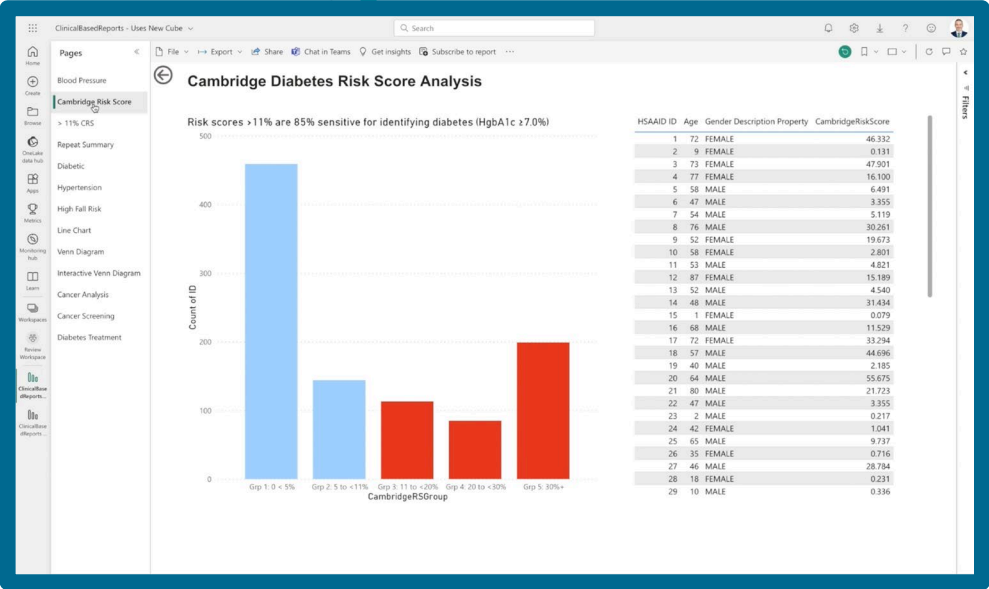 ClinicalBasedReports - Uses New Cube
Search
Home
Create
Browse
OneLake data hub
Apps
Metrics
Monitoring hub
Learn
Workspaces
Review Workspace
ClinicalBase dReports...
ClinicalBase dReports...
Pages
Blood Pressure
Cambridge Risk Score
> 11% CRS
Repeat Summary
Diabetic
Hypertension
High Fall Risk
Line Chart
Venn Diagram
Interactive Venn Diagram
Cancer Analysis
Cancer Screening
Diabetes Treatment
File Export Share Chat in Teams Get insights Subscribe to report ...
Cambridge Diabetes Risk Score Analysis
Risk scores >11% are 85% sensitive for identifying diabetes (HgbA1c ≥7.0%)
500
400
300
200
100
0
Count of ID
Grp 1: 0 < 5% Grp 2: 5 to <11% Grp 3: 11 to <20% Grp 4: 20 to <30% Grp 5: 30%+
CambridgeRSGroup
HSAAID ID Age Gender Description Property CambridgeRiskScore
1 72 FEMALE 46.332
2 9 FEMALE 0.131
3 73 FEMALE 47.901
4 77 FEMALE 16.100
5 58 MALE 6.491
6 47 MALE 3.355
7 54 MALE 5.119
8 76 MALE 30.261
9 52 FEMALE 19.673
10 58 FEMALE 2.801
11 53 MALE 4.821
12 87 FEMALE 15.189
13 52 MALE 4.540
14 48 MALE 31.434
15 1 FEMALE 0.079
16 68 MALE 11.529
17 72 FEMALE 33.294
18 57 MALE 44.696
19 40 MALE 2.185
20 64 MALE 55.675
21 80 MALE 21.723
22 47 MALE 3.355
23 2 MALE 0.217
24 42 FEMALE 1.041
25 65 MALE 9.737
26 35 FEMALE 0.716
27 46 MALE 28.784
28 18 FEMALE 0.231
29 10 MALE 0.336
Filters